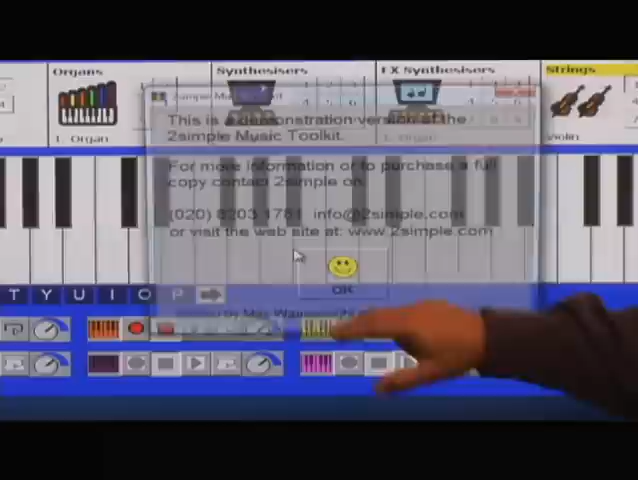 Organs
Synthesisers
FX Synthesisers
Strings
1. Organ
Violin
This is a demonstration version of the
2simple Music Toolkit.
For more information or to purchase a full
copy contact 2simple on:
(020) 8203 1781 info@2simple.com
or visit the web site at: www.2simple.com
OK
T Y U I O P